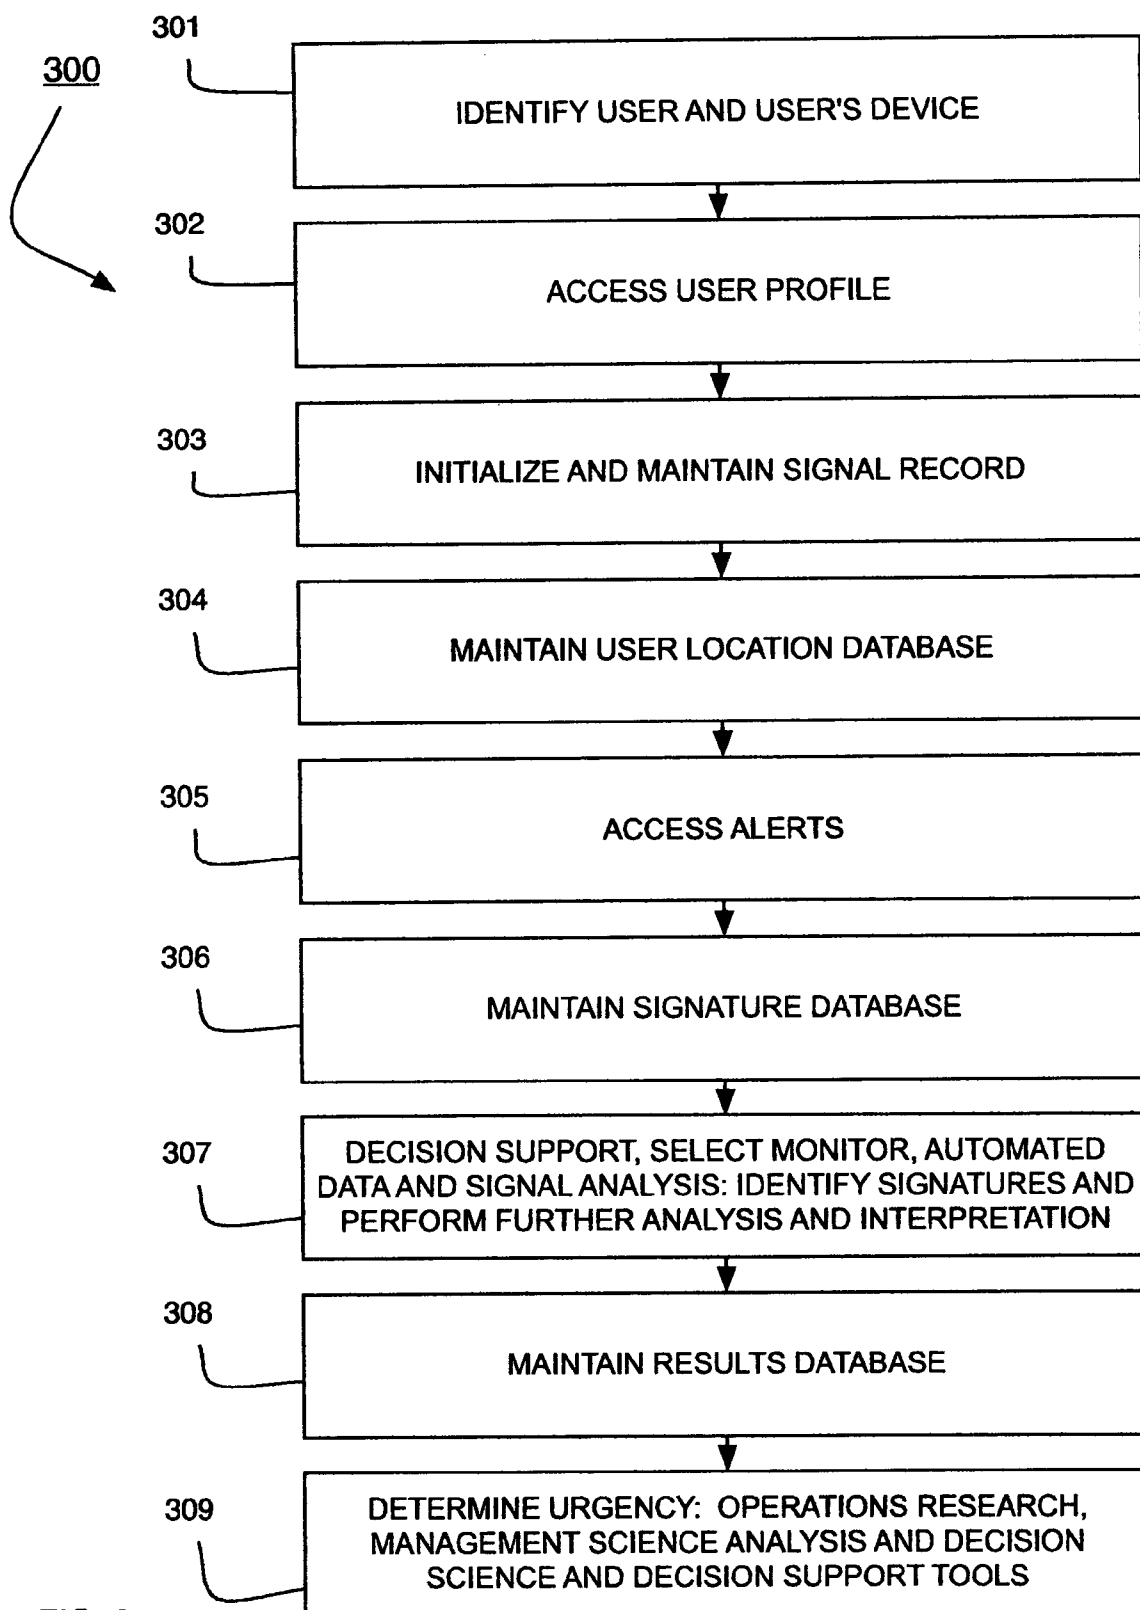 301
300
IDENTIFY USER AND USER'S DEVICE
302
ACCESS USER PROFILE
303
INITIALIZE AND MAINTAIN SIGNAL RECORD
304
MAINTAIN USER LOCATION DATABASE
305
ACCESS ALERTS
306
MAINTAIN SIGNATURE DATABASE
307
DECISION SUPPORT, SELECT MONITOR, AUTOMATED
DATA AND SIGNAL ANALYSIS: IDENTIFY SIGNATURES AND
PERFORM FURTHER ANALYSIS AND INTERPRETATION
308
MAINTAIN RESULTS DATABASE
309
DETERMINE URGENCY: OPERATIONS RESEARCH,
MANAGEMENT SCIENCE ANALYSIS AND DECISION
SCIENCE AND DECISION SUPPORT TOOLS